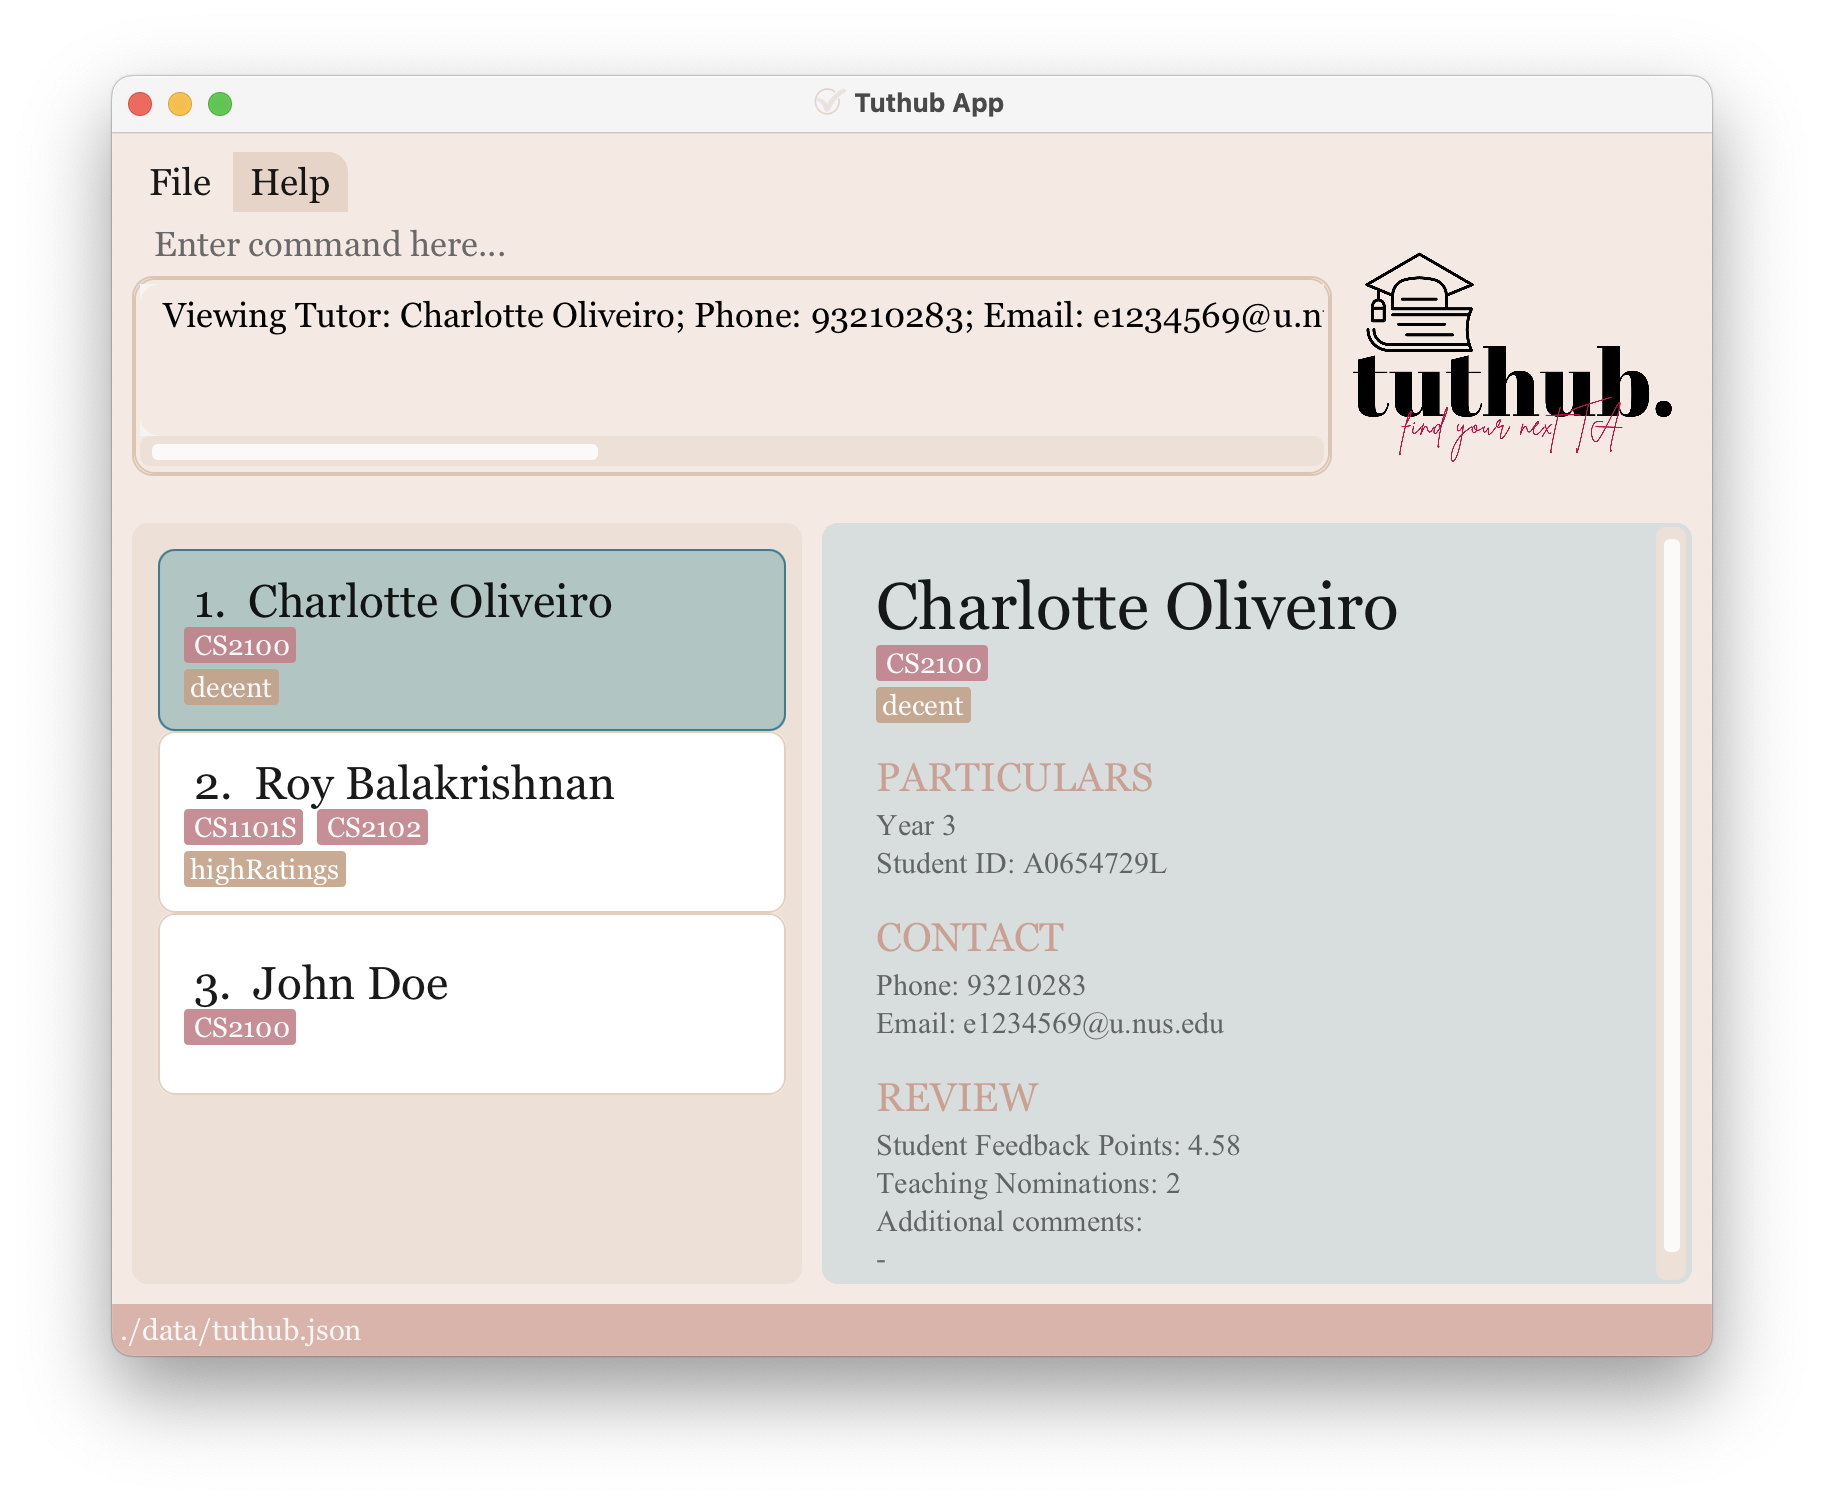 Tuthub App
File Help
Enter command here...
Viewing Tutor: Charlotte Oliveiro; Phone: 93210283; Email: e1234569@u.n
tuthub.
find your next TA
1. Charlotte Oliveiro
CS2100
decent
2. Roy Balakrishnan
CS1101S CS2102
highRatings
3. John Doe
CS2100
Charlotte Oliveiro
CS2100
decent
PARTICULARS
Year 3
Student ID: A0654729L
CONTACT
Phone: 93210283
Email: e1234569@u.nus.edu
REVIEW
Student Feedback Points: 4.58
Teaching Nominations: 2
Additional comments:
-
./data/tuthub.json